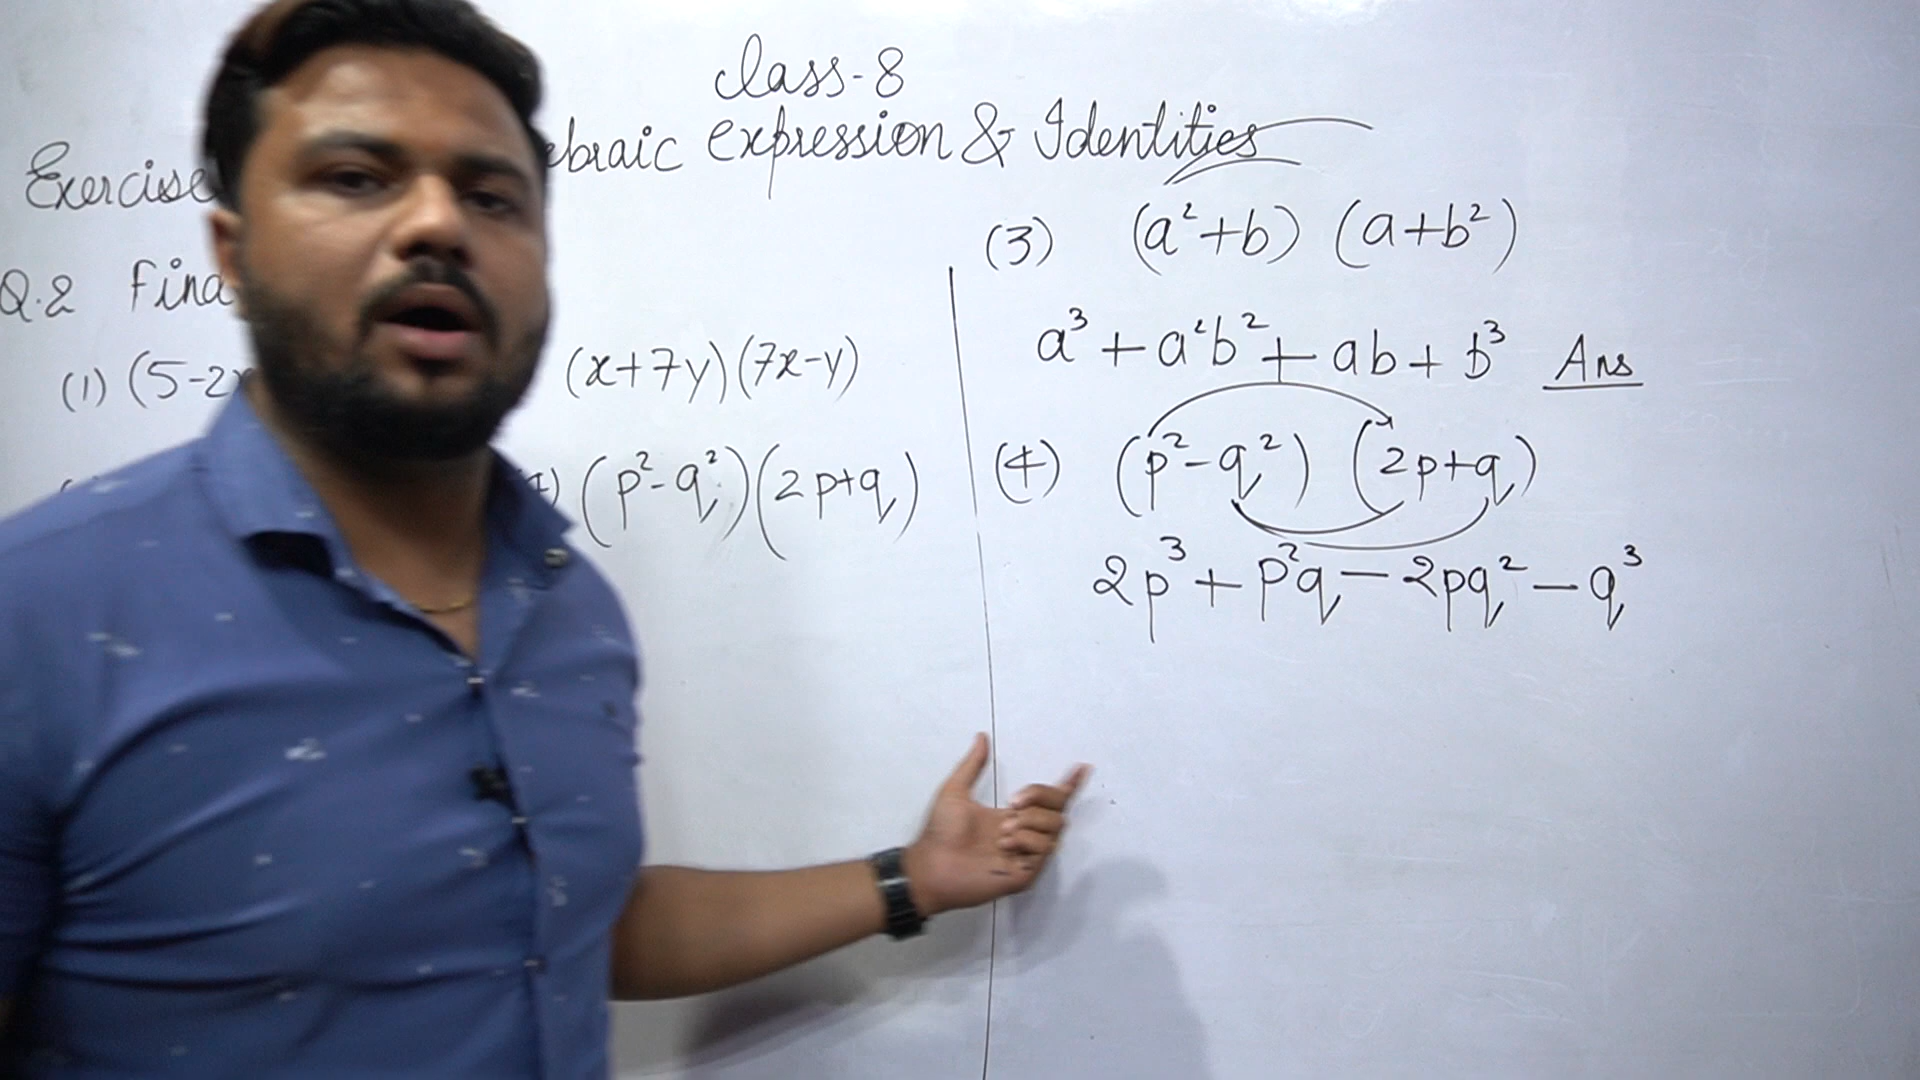 Class-8
Exercise ebraic Expression & Identities
Q.2 Find
(1) (5-2x (x+7y)(7x-y)
(p²-q²)(2p+q)
(3) (a²+b) (a+b²)
a³+a²b²+ab+b³ Ans
(4) (p²-q²) (2p+q)
2p³+p²q-2pq²-q³